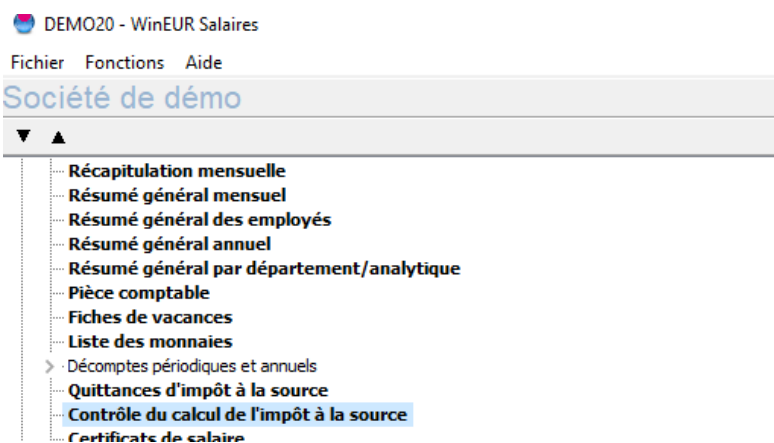 DEMO20 - WinEUR Salaires
Fichier Fonctions Aide
Société de démo
Récapitulation mensuelle
Résumé général mensuel
Résumé général des employés
Résumé général annuel
Résumé général par département/analytique
Pièce comptable
Fiches de vacances
Liste des monnaies
Décomptes périodiques et annuels
Quittances d'impôt à la source
Contrôle du calcul de l'impôt à la source
Certificats de salaire